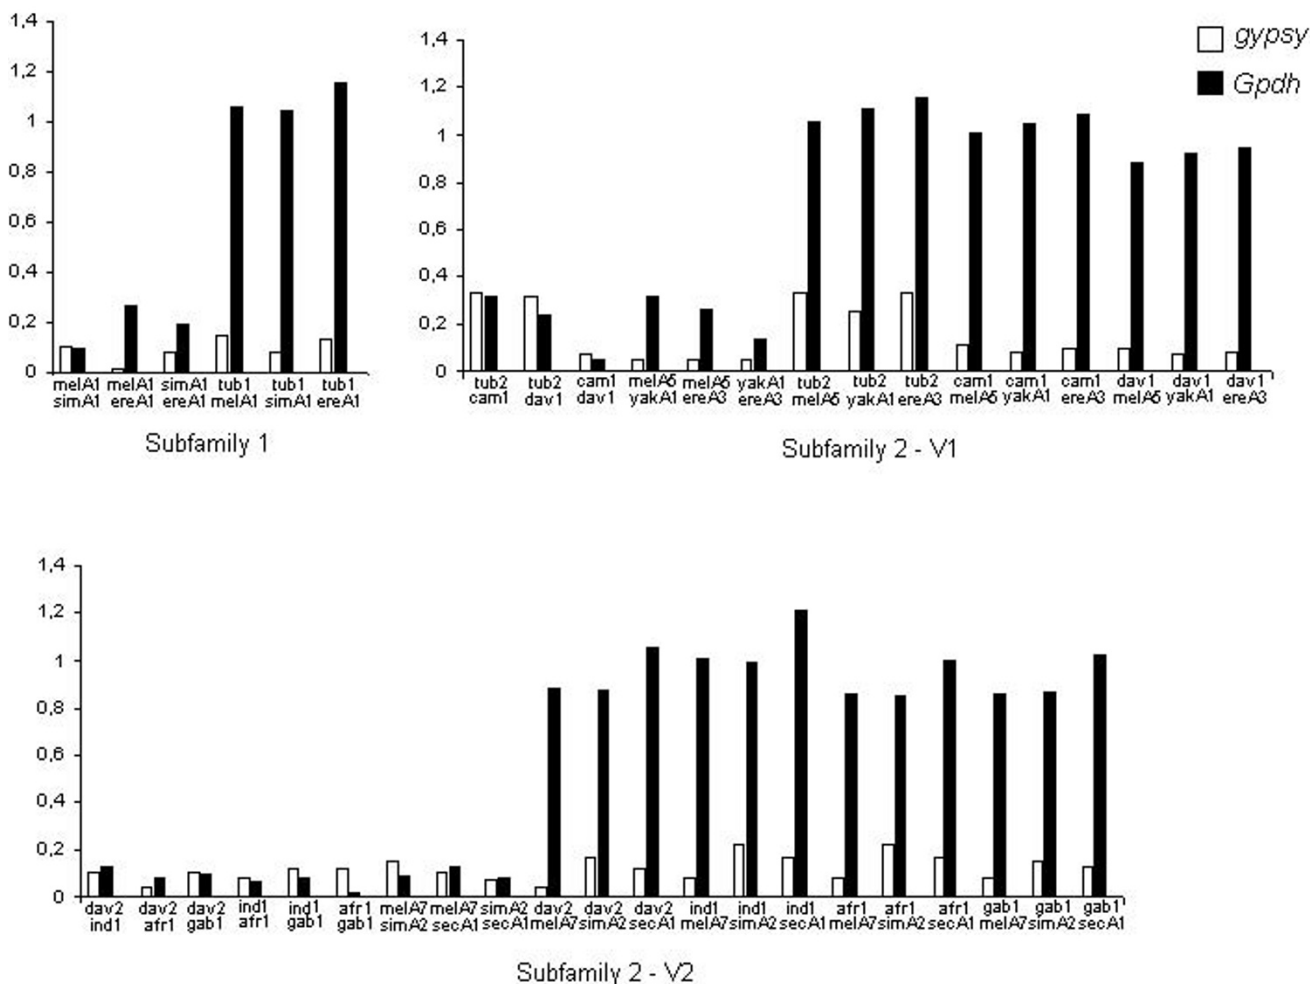 1,4
1,2
1
0,8
0,6
0,4
0,2
0
melA1 melA1 simA1 tub1 tub1 tub1
simA1 ereA1 ereA1 melA1 simA1 ereA1
Subfamily 1
1,4
1,2
1
0,8
0,6
0,4
0,2
0
tub2 tub2 cam1 melA5 melA5 yakA1 tub2 tub2 tub2 cam1 cam1 cam1 dav1 dav1 dav1
cam1 dav1 dav1 yakA1 ereA3 ereA3 melA5 yakA1 ereA3 melA5 yakA1 ereA3 melA5 yakA1 ereA3
Subfamily 2 - V1
gypsy
Gpdh
1,4
1,2
1
0,8
0,6
0,4
0,2
0
dav2 dav2 dav2 ind1 ind1 afr1 melA7 melA7 simA2 dav2 dav2 dav2 ind1 ind1 ind1 afr1 afr1 afr1 gab1 gab1 gab1
ind1 afr1 gab1 afr1 gab1 gab1 simA2 secA1 secA1 melA7 simA2 secA1 melA7 simA2 secA1 melA7 simA2 secA1 melA7 simA2 secA1
Subfamily 2 - V2